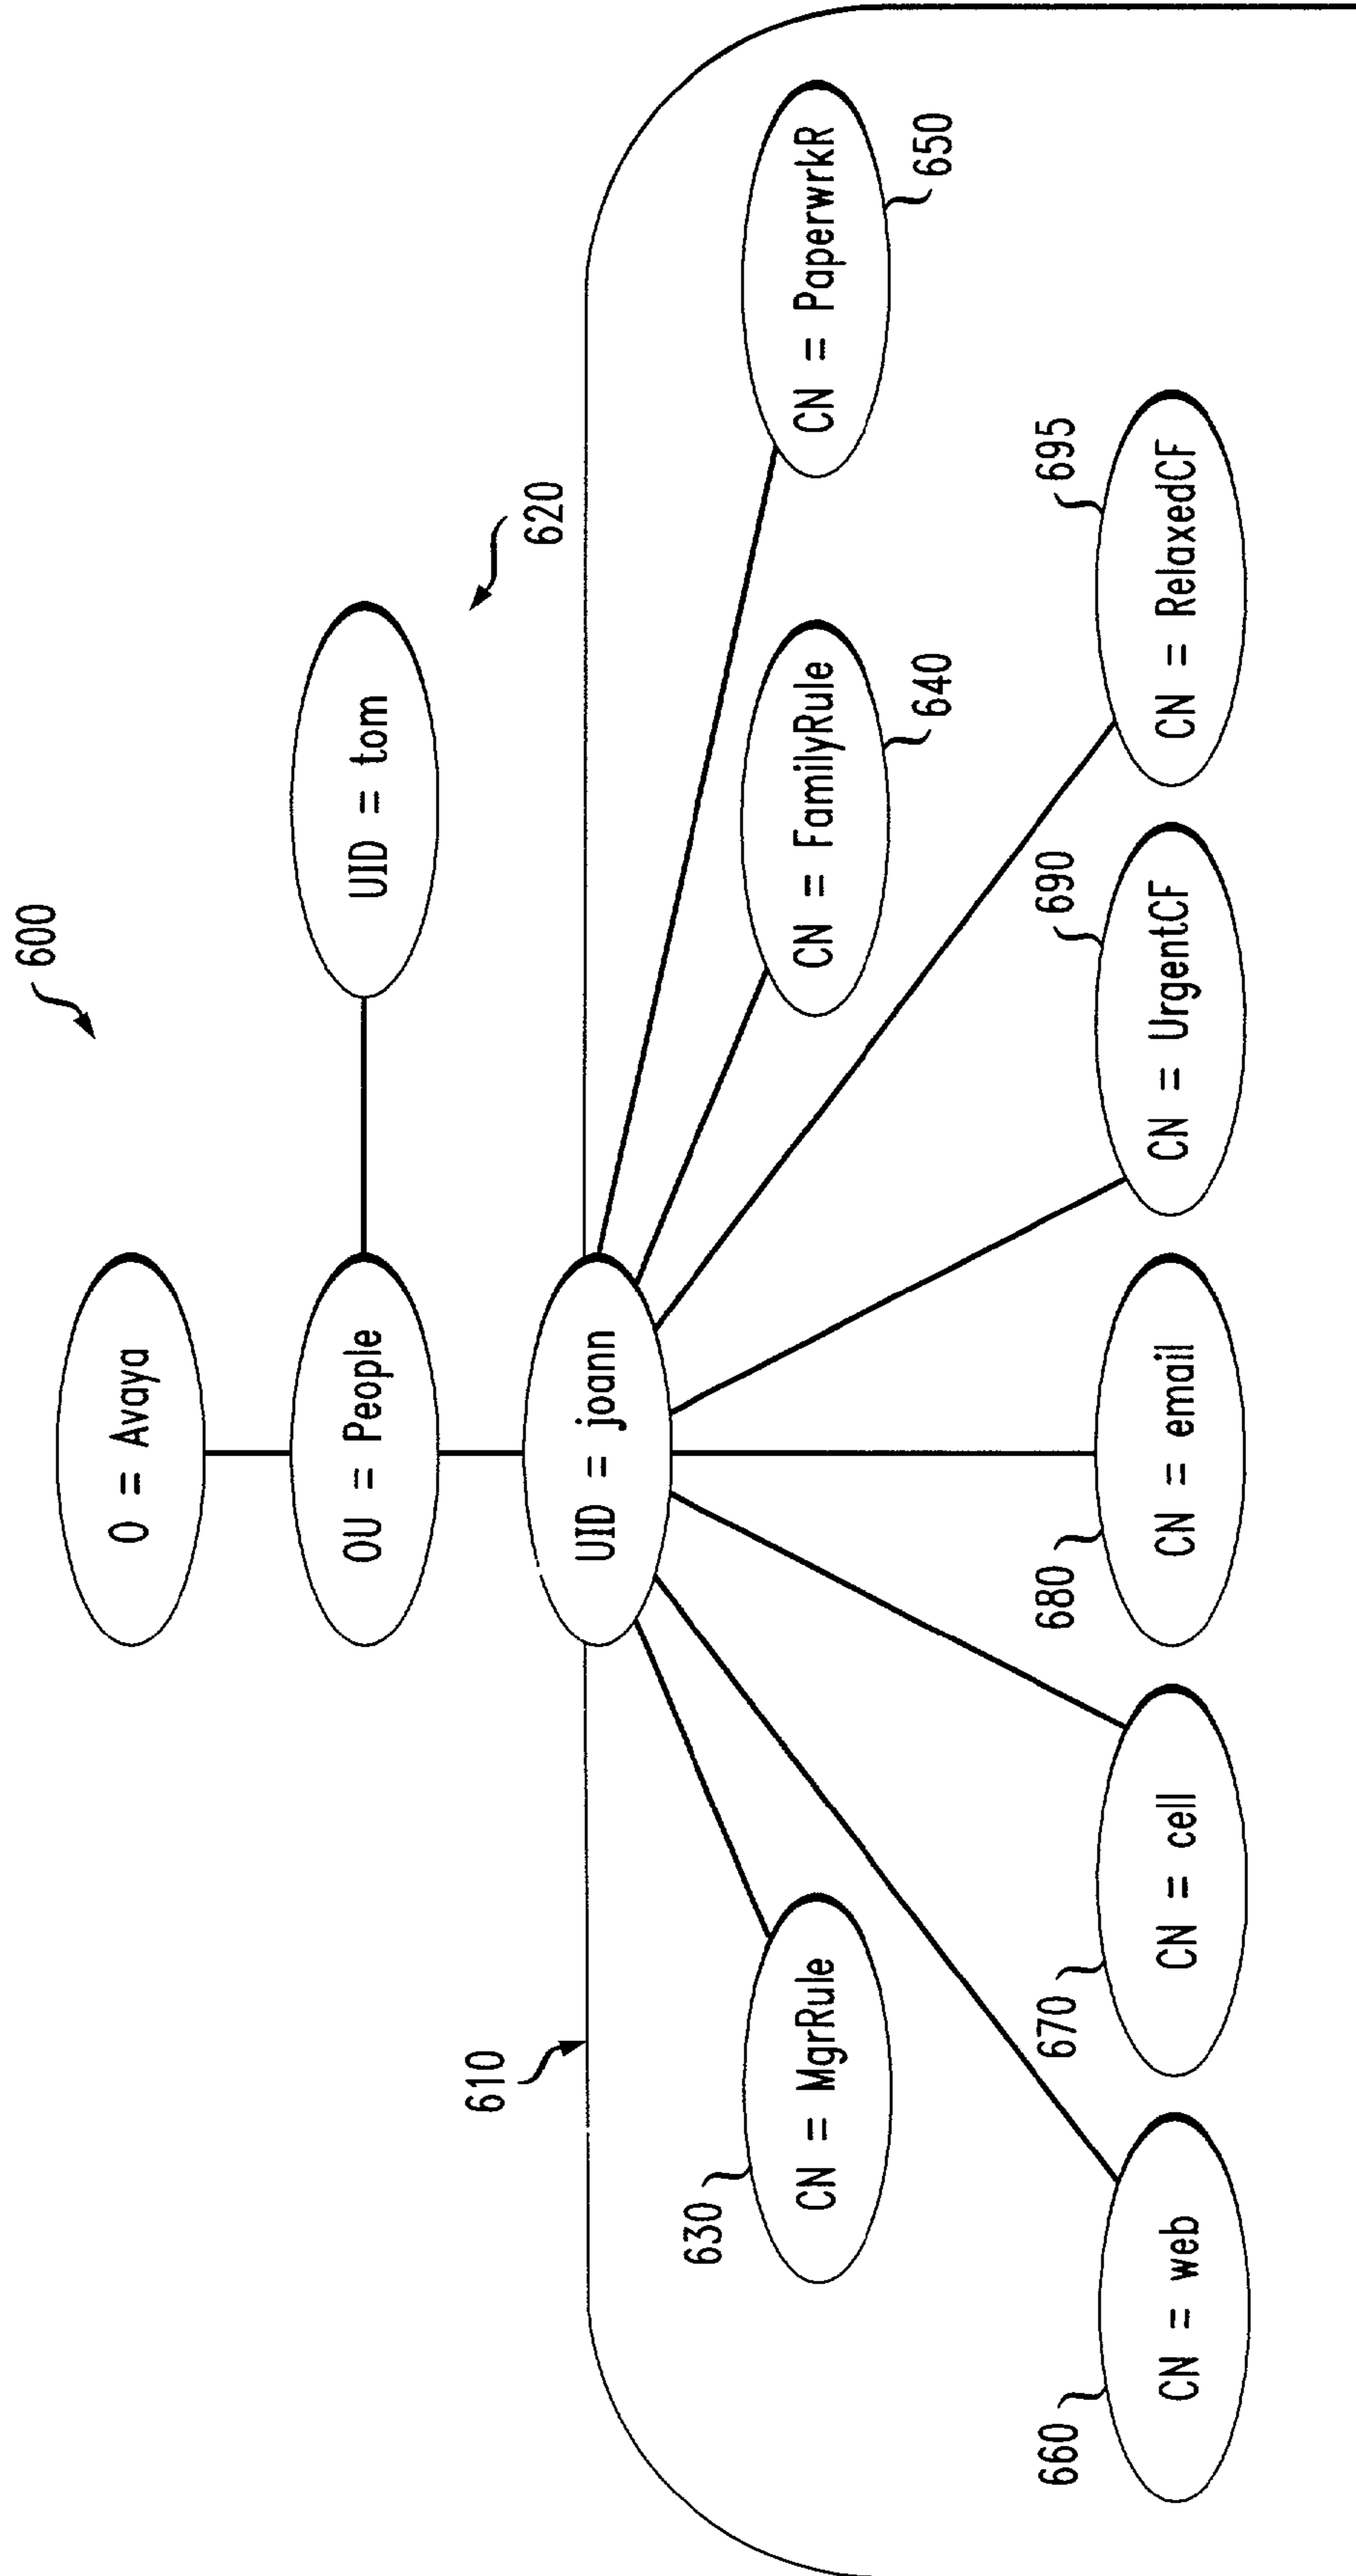 600
O = Avaya
OU = People
UID = tom
620
UID = joann
610
630
CN = MgrRule
CN = FamilyRule
640
CN = PaperwrkR
650
660
CN = web
670
CN = cell
680
CN = email
690
CN = UrgentCF
695
CN = RelaxedCF